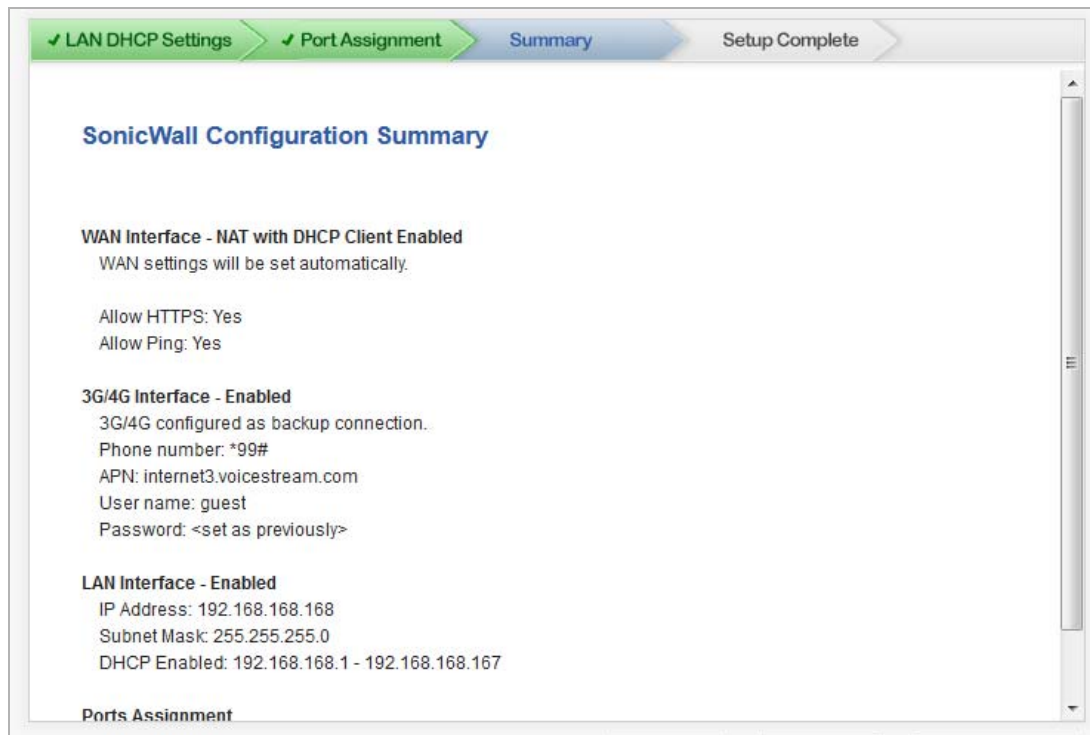 ✔ LAN DHCP Settings ✔ Port Assignment Summary Setup Complete
SonicWall Configuration Summary
WAN Interface - NAT with DHCP Client Enabled
WAN settings will be set automatically.
Allow HTTPS: Yes
Allow Ping: Yes
3G/4G Interface - Enabled
3G/4G configured as backup connection.
Phone number: *99#
APN: internet3.voicestream.com
User name: guest
Password: <set as previously>
LAN Interface - Enabled
IP Address: 192.168.168.168
Subnet Mask: 255.255.255.0
DHCP Enabled: 192.168.168.1 - 192.168.168.167
Ports Assignment